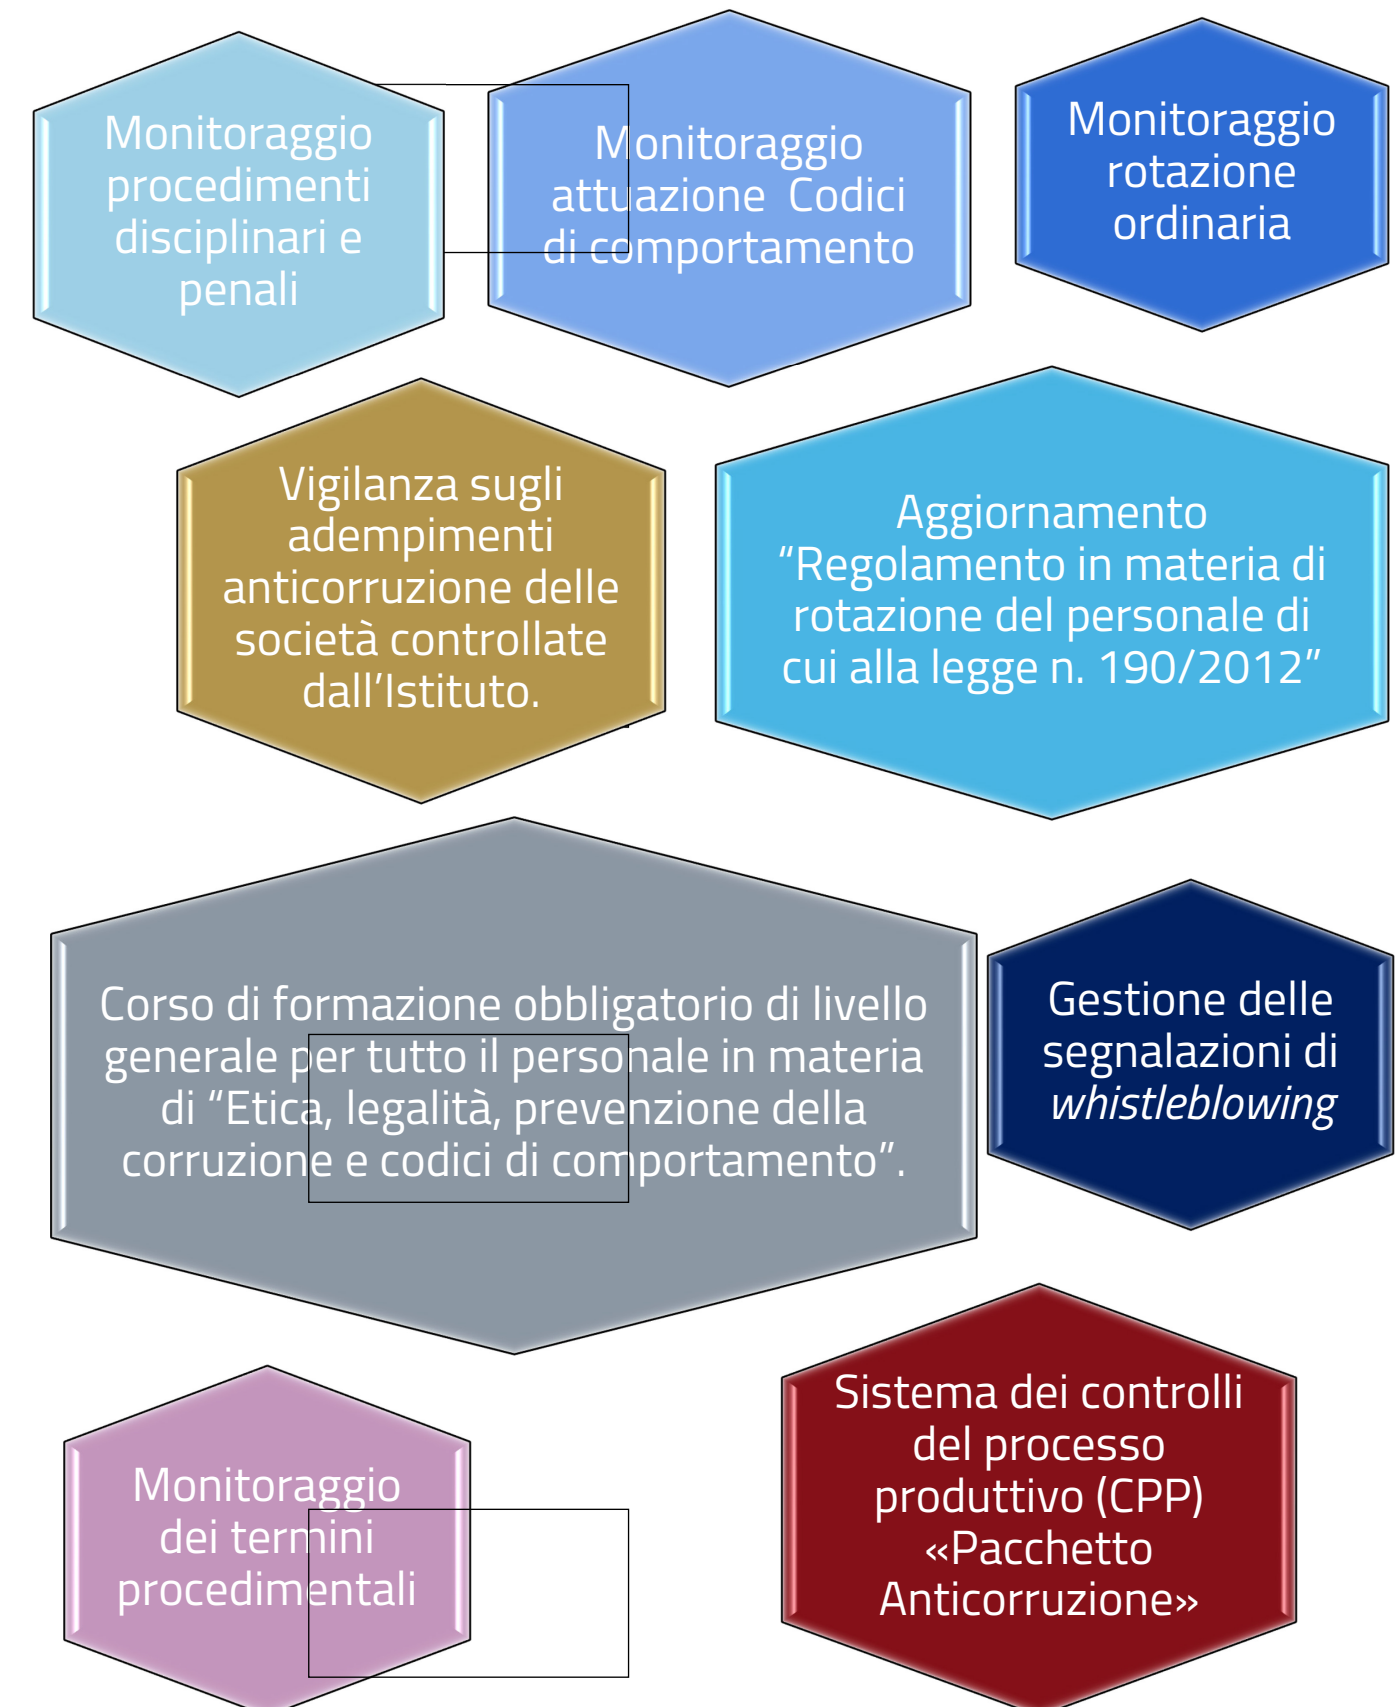 Monitoraggio
procedimenti
disciplinari e
penali
Monitoraggio
attuazione  Codici
di comportamento
Monitoraggio
rotazione
ordinaria
Vigilanza sugli
adempimenti
anticorruzione delle
società controllate
dall’Istituto.
Aggiornamento
“Regolamento in materia di
rotazione del personale di
cui alla legge n. 190/2012”
Corso di formazione obbligatorio di livello
generale per tutto il personale in materia
di “Etica, legalità, prevenzione della
corruzione e codici di comportamento”.
Gestione delle
segnalazioni di
whistleblowing
Monitoraggio
dei termini
procedimentali
Sistema dei controlli
del processo
produttivo (CPP)
«Pacchetto
Anticorruzione»